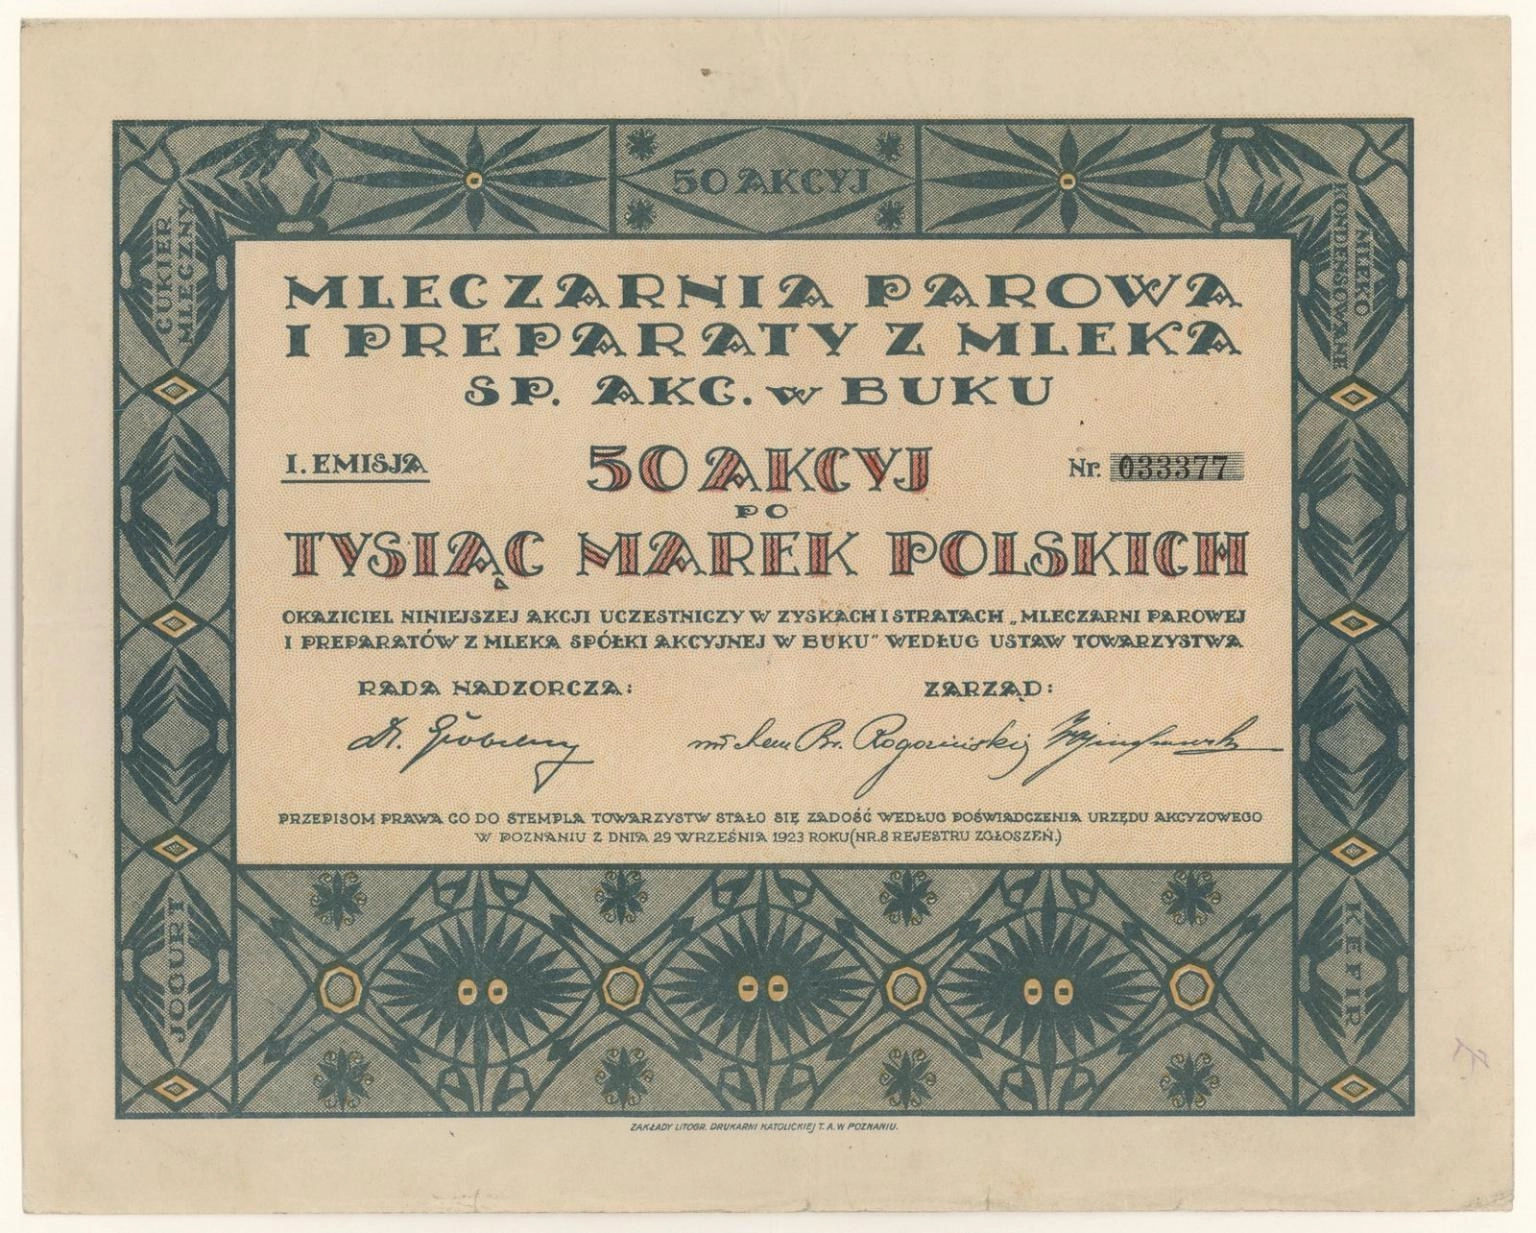 50 AKCYJ
CUKIER
MLECZNY
MLEKO
KONDENSOWANE
MLECZARNIA PAROWA
I PREPARATY Z MLEKA
SP. AKC. w BUKU
I. EMISJA
50 AKCYJ
Nr. 033377
PO
TYSIĄC MAREK POLSKICH
OKAZICIEL NINIEJSZEJ AKCJI UCZESTNICZY W ZYSKACH I STRATACH „MLECZARNI PAROWEJ
I PREPARATÓW Z MLEKA SPÓŁKI AKCYJNEJ W BUKU" WEDŁUG USTAW TOWARZYSTWA
RADA NADZORCZA:
ZARZĄD:
Dr.
Br. Rogoziński
PRZEPISOM PRAWA CO DO STEMPLA TOWARZYSTW STAŁO SIĘ ZADOŚĆ WEDŁUG POŚWIADCZENIA URZĘDU AKCYZOWEGO
W POZNANIU Z DNIA 29 WRZEŚNIA 1923 ROKU (NR. 8 REJESTRU ZGŁOSZEŃ.)
JOGURT
KEFIR
ZAKŁADY LITOGR. DRUKARNI KATOLICKIEJ T. A. W POZNANIU.